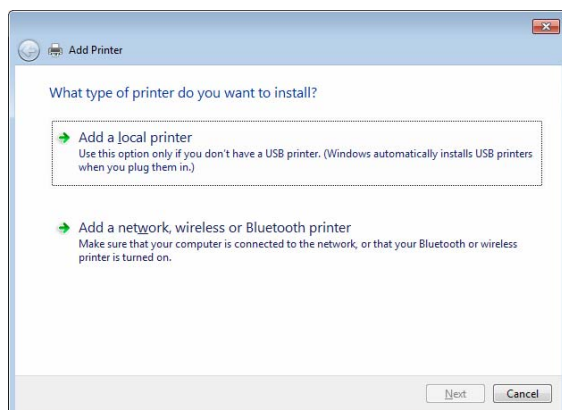 Add Printer
What type of printer do you want to install?
Add a local printer
Use this option only if you don't have a USB printer. (Windows automatically installs USB printers
when you plug them in.)
Add a network, wireless or Bluetooth printer
Make sure that your computer is connected to the network, or that your Bluetooth or wireless
printer is turned on.
Next Cancel